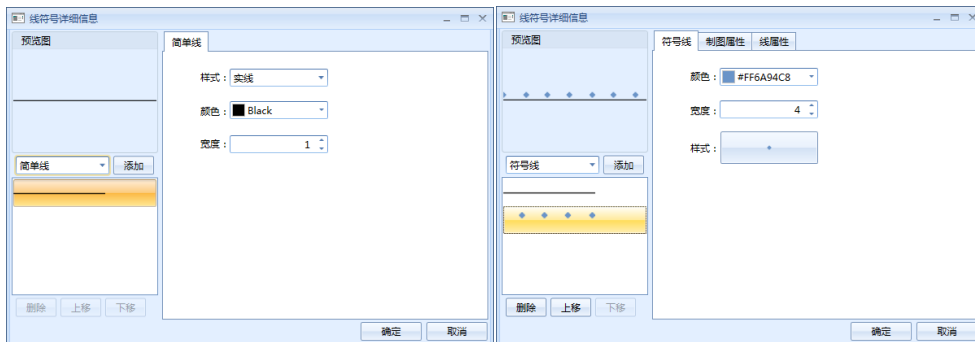 线符号详细信息
预览图
简单线
样式：实线
颜色：Black
宽度：1
简单线 添加
删除 上移 下移
确定 取消
线符号详细信息
预览图
符号线 制图属性 线属性
颜色：#FF6A94C8
宽度：4
样式：
符号线 添加
删除 上移 下移
确定 取消